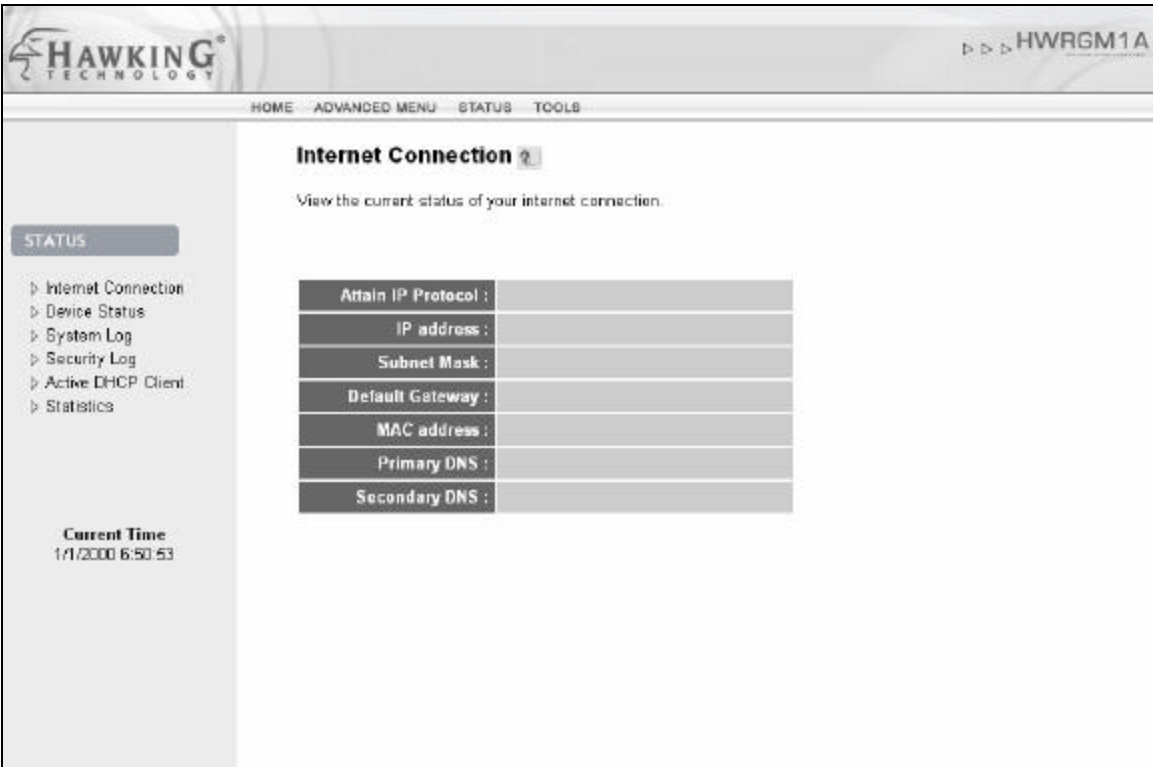 HAWKING®
TECHNOLOGY
HWRGM1A
HOME ADVANCED MENU STATUS TOOLS
Internet Connection ?
View the current status of your internet connection.
STATUS
Internet Connection
Device Status
System Log
Security Log
Active DHCP Client
Statistics
Current Time
1/1/2000 6:50:53
Attain IP Protocol :
IP address :
Subnet Mask :
Default Gateway :
MAC address :
Primary DNS :
Secondary DNS :